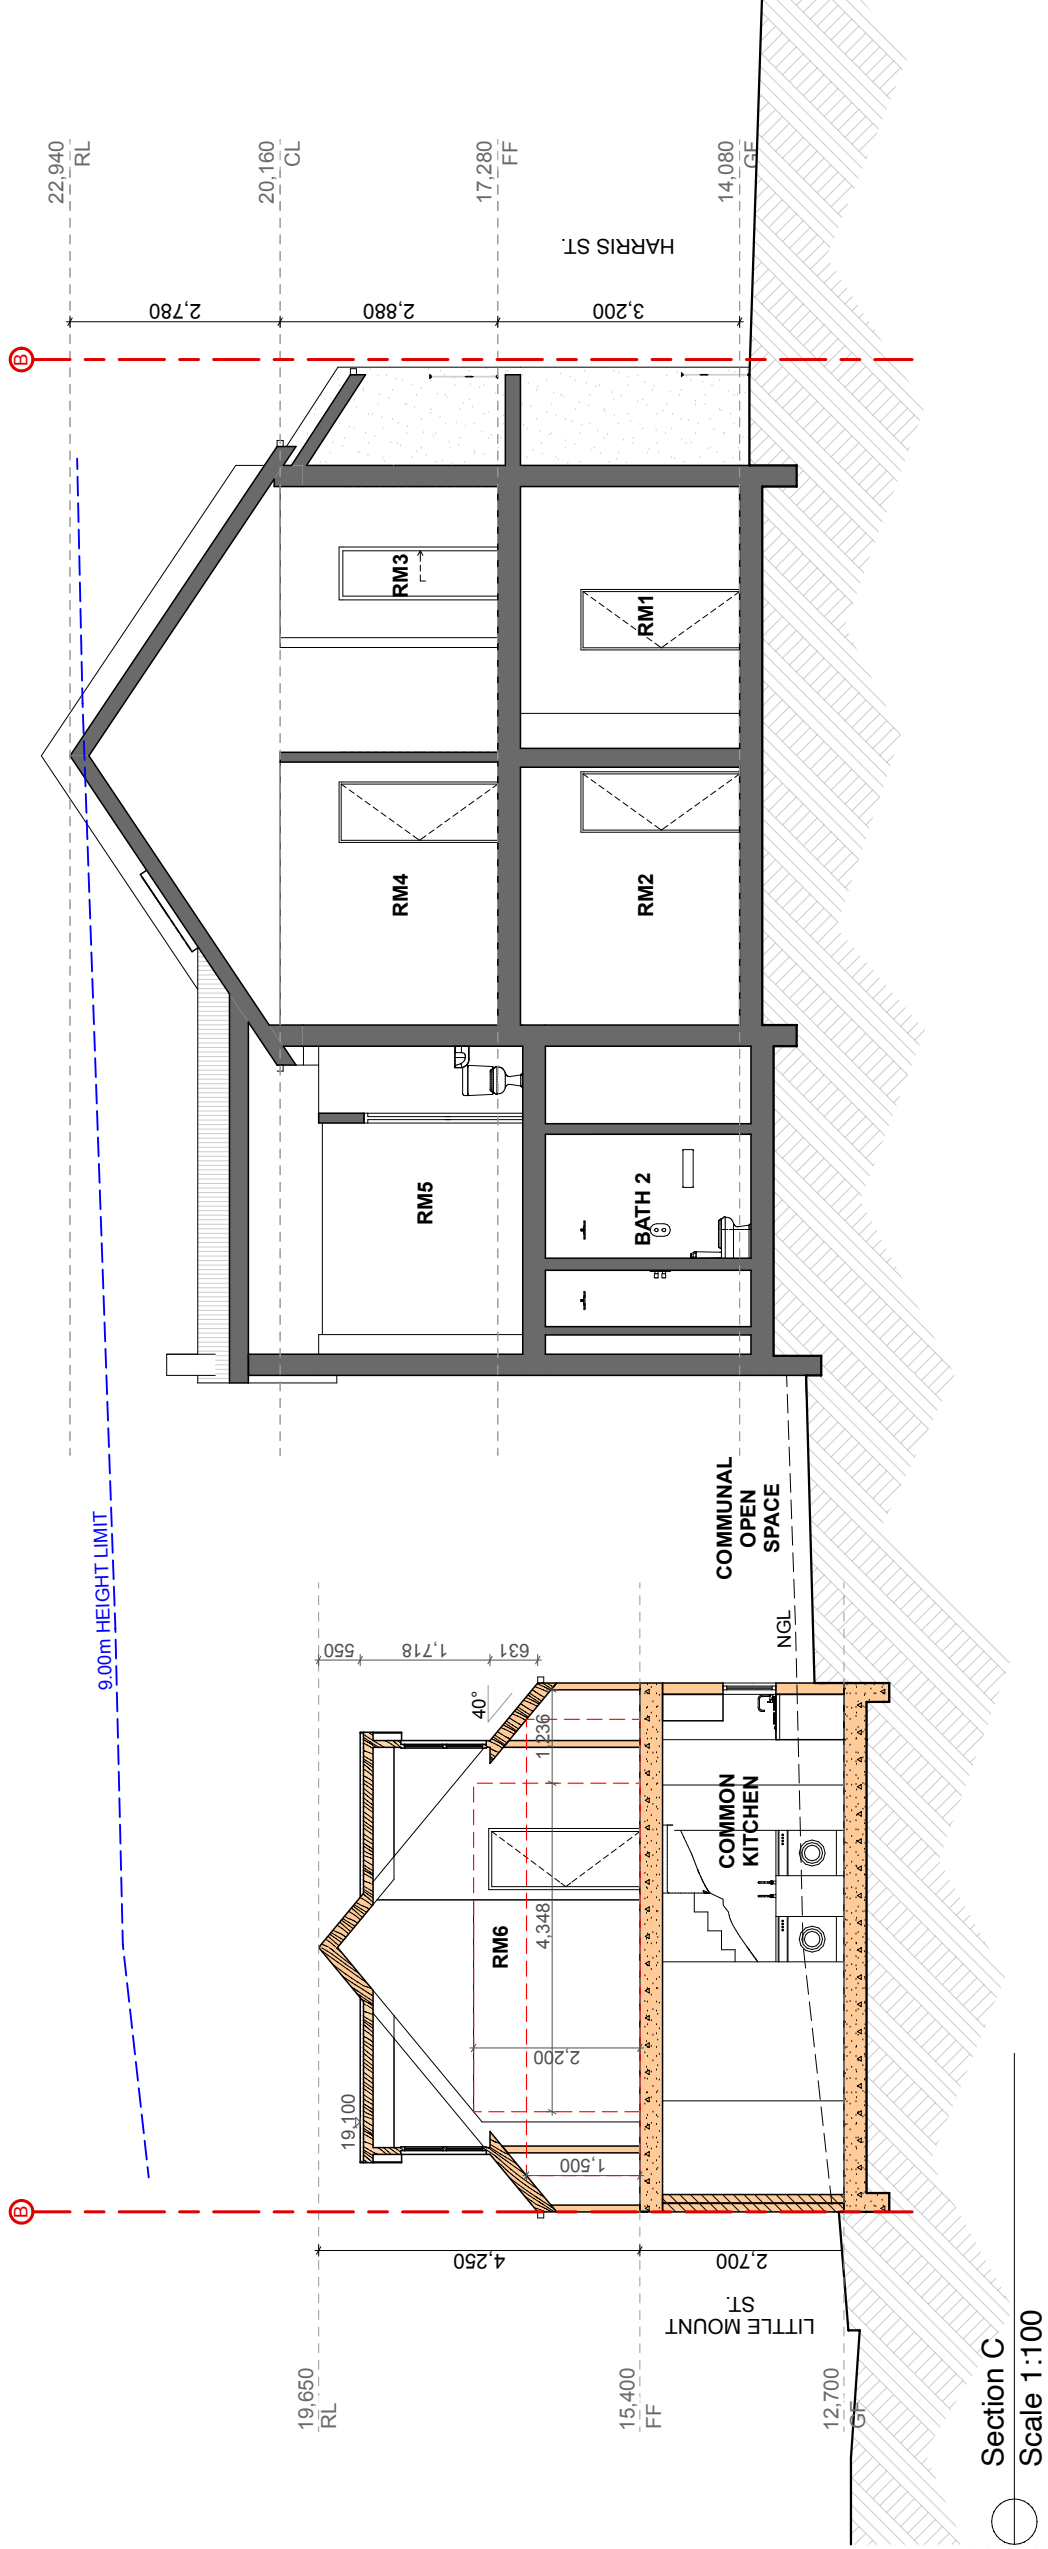 B
B
22,940
RL
20,160
CL
17,280
FF
14,080
GF
HARRIS ST.
2,780
2,880
3,200
RM3
RM1
RM4
RM2
RM5
BATH 2
9.00m HEIGHT LIMIT
COMMUNAL
OPEN
SPACE
NGL
550
1,718
631
40°
1,236
4,348
2,200
1,500
RM6
COMMON
KITCHEN
19,100
4,250
2,700
LITTLE MOUNT
ST.
19,650
RL
15,400
FF
12,700
GF
Section C
Scale 1:100